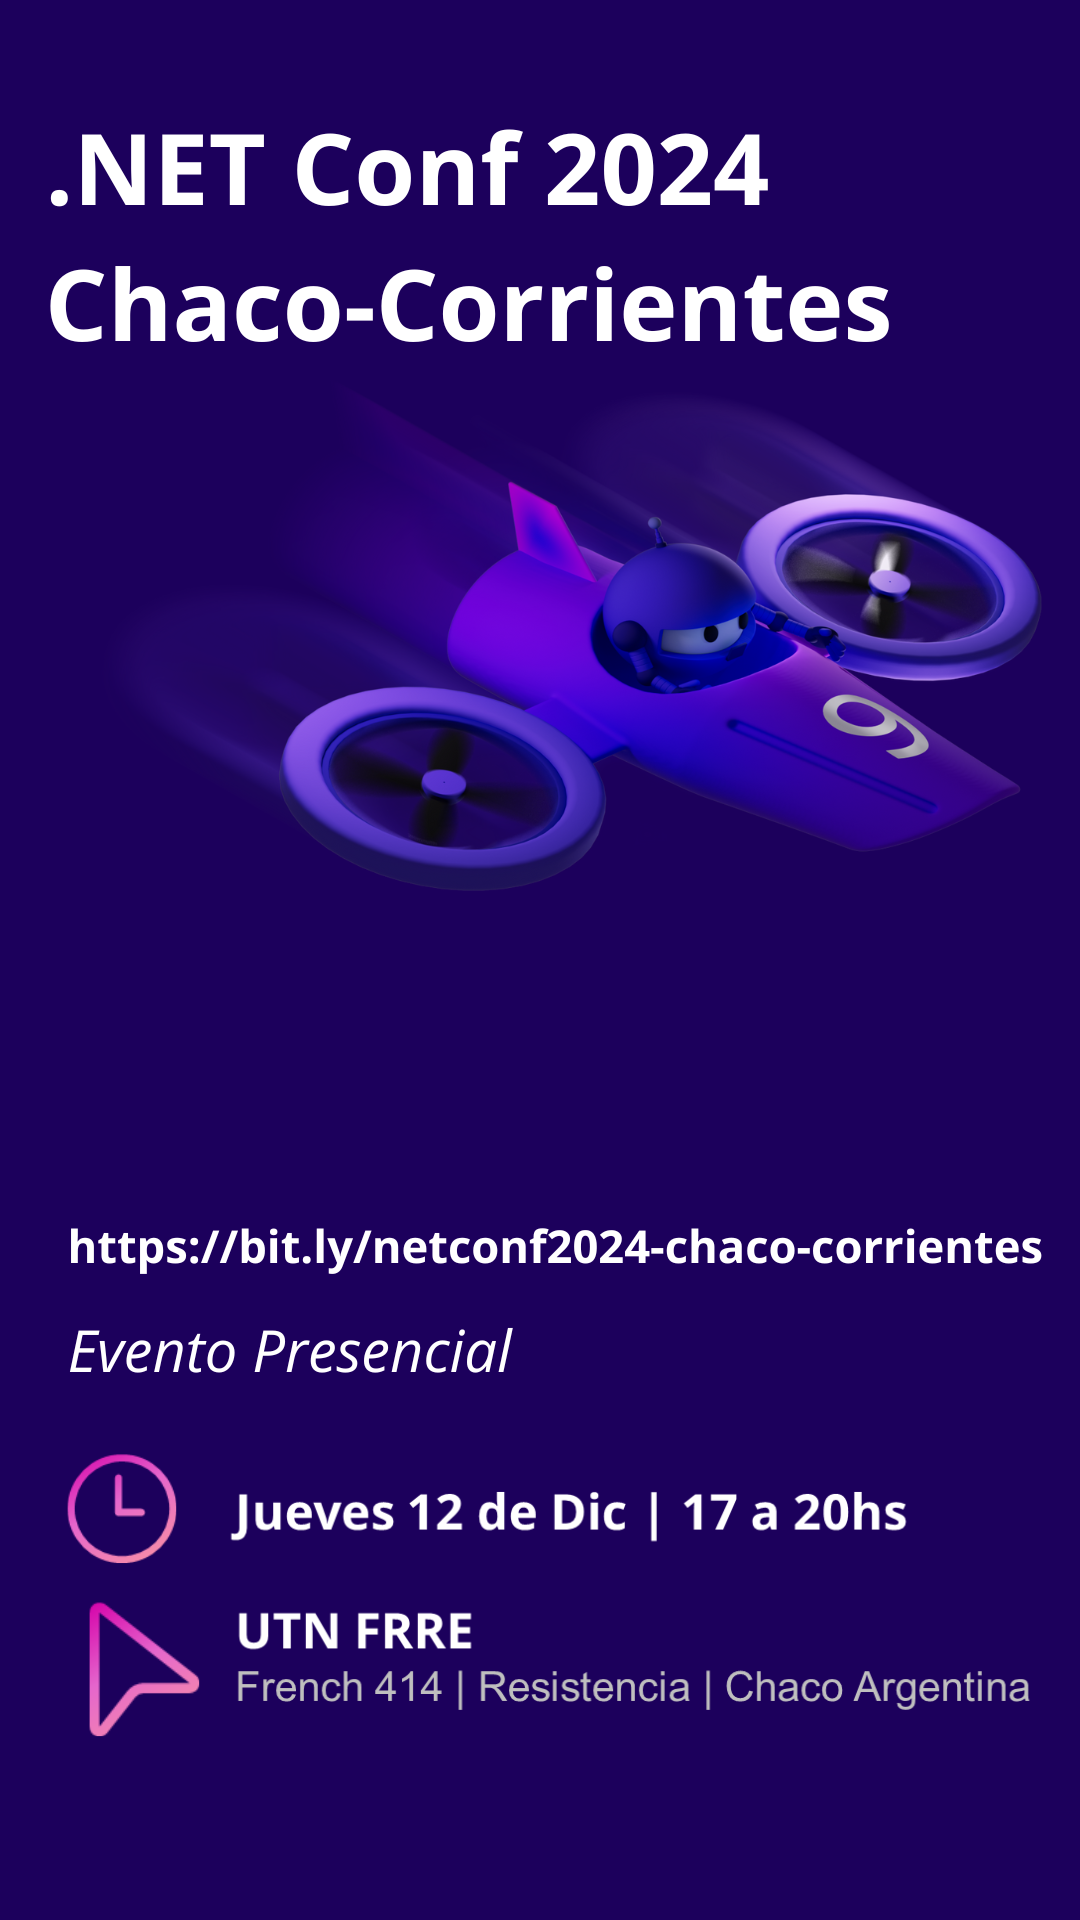 .NET Conf 2024
Chaco-Corrientes
9
https://bit.ly/netconf2024-chaco-corrientes
Evento Presencial
Jueves 12 de Dic | 17 a 20hs
UTN FRRE
French 414 | Resistencia | Chaco Argentina